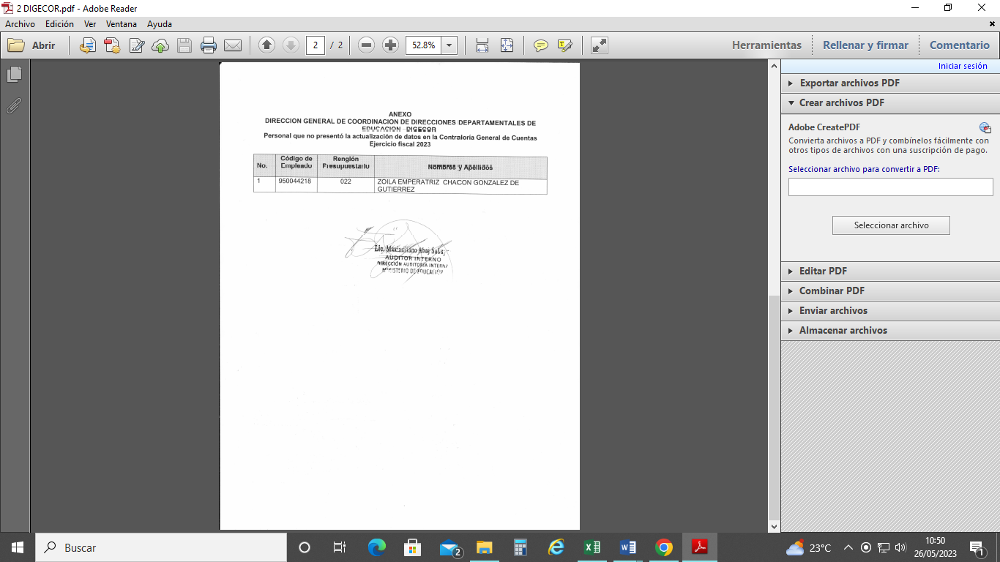 2 DIGECOR.pdf - Adobe Reader
Archivo Edición Ver Ventana Ayuda
Abrir
2 / 2
52.8%
Herramientas
Rellenar y firmar
Comentario
Iniciar sesión
ANEXO
DIRECCION GENERAL DE COORDINACION DE DIRECCIONES DEPARTAMENTALES DE
EDUCACION - DIGECOR
Personal que no presentó la actualización de datos en la Contraloría General de Cuentas
Ejercicio fiscal 2023
No. Código de Empleado Renglón Presupuestario Nombres y Apellidos
1 950044218 022 ZOILA EMPERATRIZ CHACON GONZALEZ DE
GUTIERREZ
Lic. Maximiliano
AUDITOR INTERNO
DIRECCIÓN AUDITORÍA INTERNA
MINISTERIO DE EDUCACIÓN
Exportar archivos PDF
Crear archivos PDF
Adobe CreatePDF
Convierta archivos a PDF y combínelos fácilmente con
otros tipos de archivos con una suscripción de pago.
Seleccionar archivo para convertir a PDF:
Seleccionar archivo
Editar PDF
Combinar PDF
Enviar archivos
Almacenar archivos
Buscar
2
23°C
10:50
26/05/2023
1